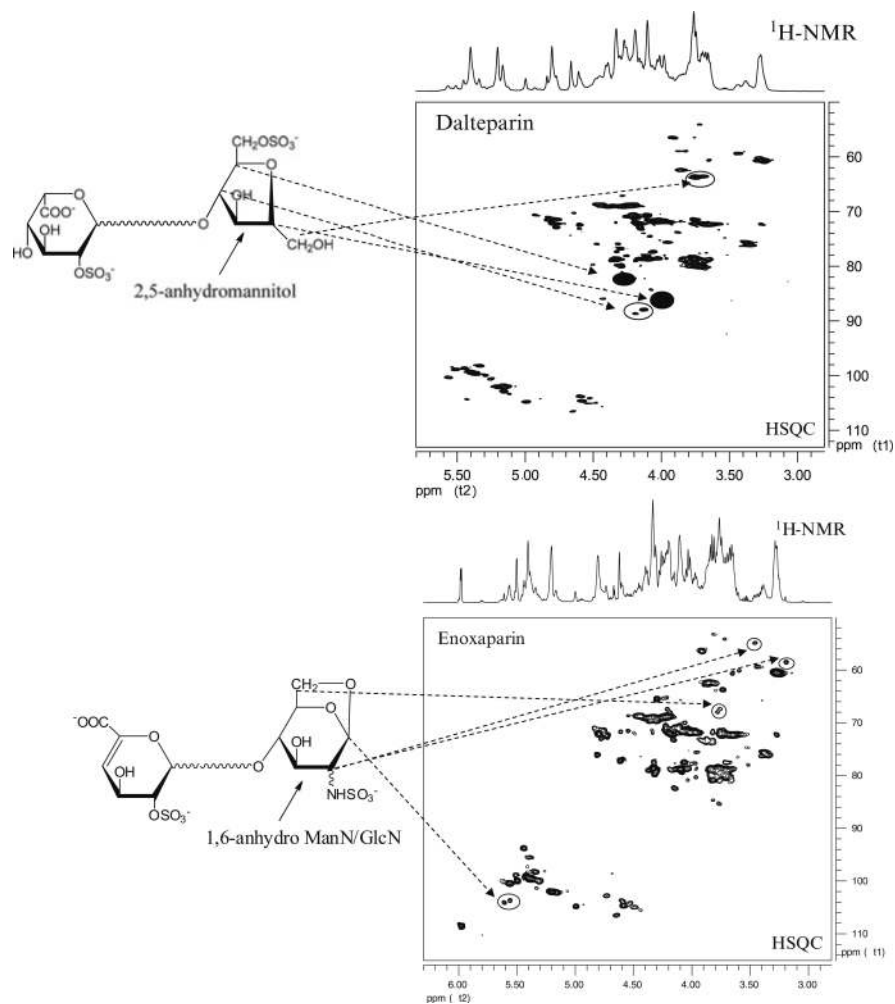 ¹H-NMR
Dalteparin
60
70
80
90
100
110
ppm (t1)
HSQC
5.50
5.00
4.50
4.00
3.50
3.00
ppm (t2)
CH₂OSO₃⁻
O
OH
O
CH₂OH
O
COO⁻
OH
HO
OSO₃⁻
2,5-anhydromannitol
¹H-NMR
Enoxaparin
60
70
80
90
100
110
ppm ( t1)
HSQC
6.00
5.50
5.00
4.50
4.00
3.50
3.00
ppm ( t2)
CH₂
O
O
OH
O
NHSO₃⁻
⁻OOC
O
OH
OSO₃⁻
1,6-anhydro ManN/GlcN